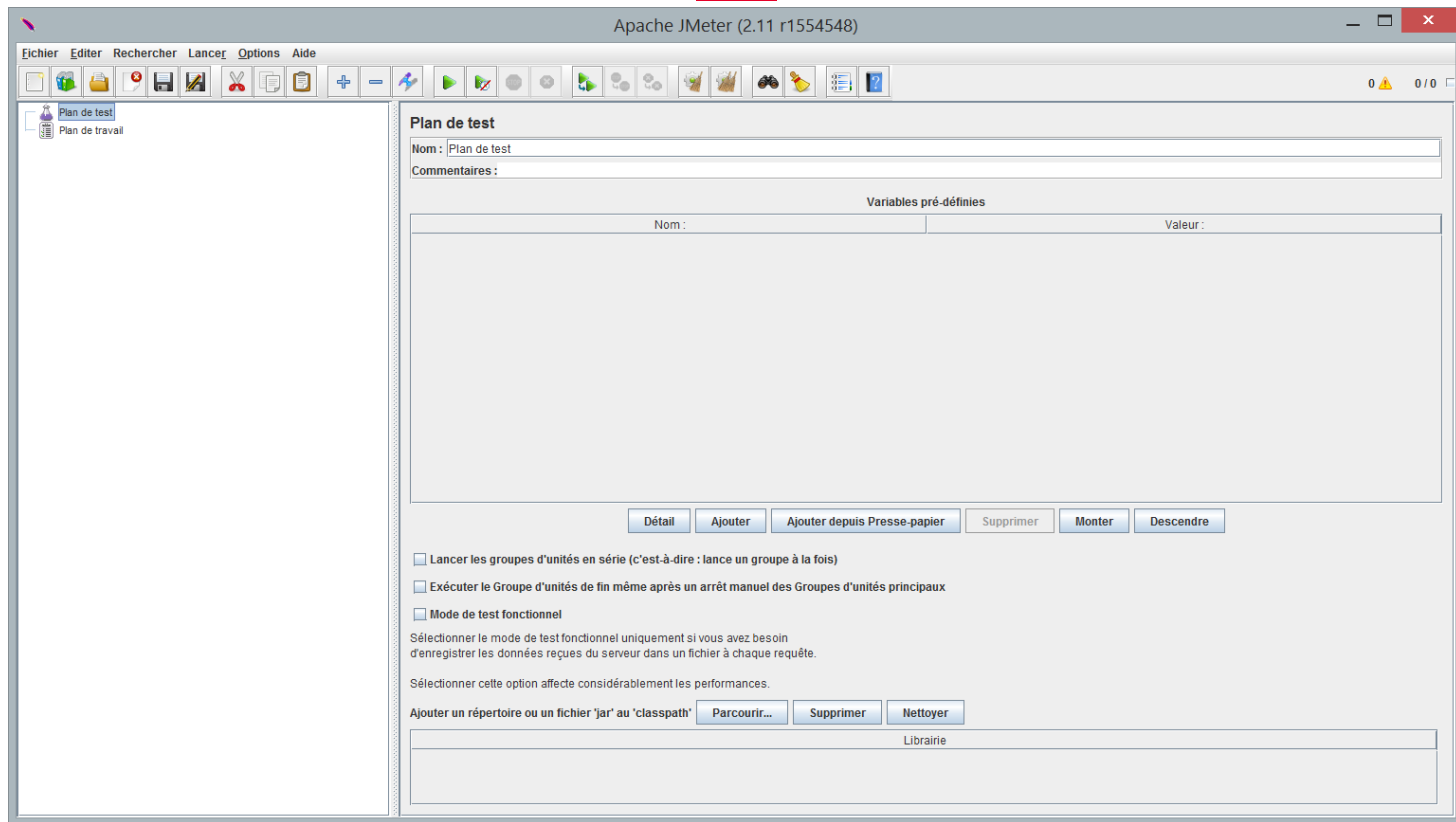 Apache JMeter (2.11 r1554548)
Fichier Editer Rechercher Lancer Options Aide
0 0 / 0
Plan de test
Plan de travail
Plan de test
Nom : Plan de test
Commentaires :
Variables pré-définies
Nom : Valeur :
Détail Ajouter Ajouter depuis Presse-papier Supprimer Monter Descendre
Lancer les groupes d'unités en série (c'est-à-dire : lance un groupe à la fois)
Exécuter le Groupe d'unités de fin même après un arrêt manuel des Groupes d'unités principaux
Mode de test fonctionnel
Sélectionner le mode de test fonctionnel uniquement si vous avez besoin
d'enregistrer les données reçues du serveur dans un fichier à chaque requête.
Sélectionner cette option affecte considérablement les performances.
Ajouter un répertoire ou un fichier 'jar' au 'classpath' Parcourir... Supprimer Nettoyer
Librairie